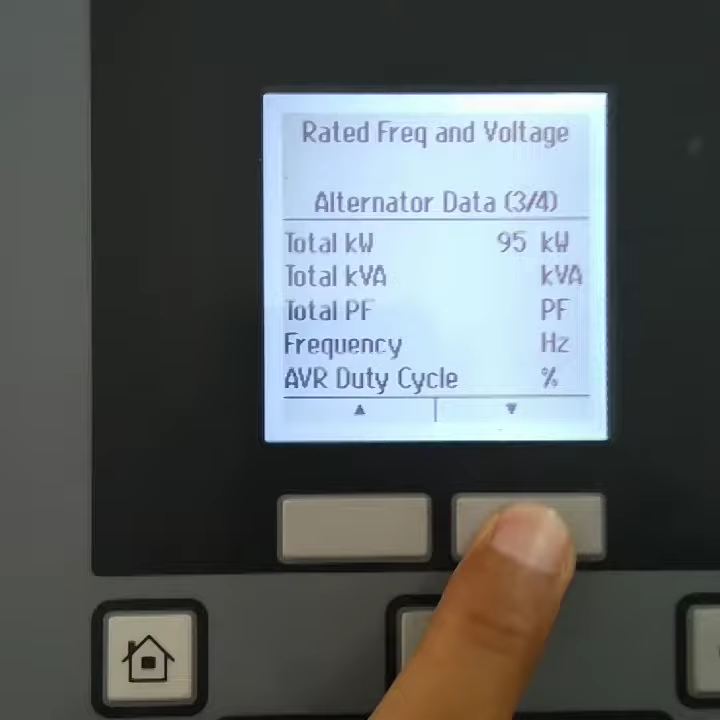 Rated Freq and Voltage
Alternator Data (3/4)
Total kW 95 kW
Total kVA kVA
Total PF PF
Frequency Hz
AVR Duty Cycle %